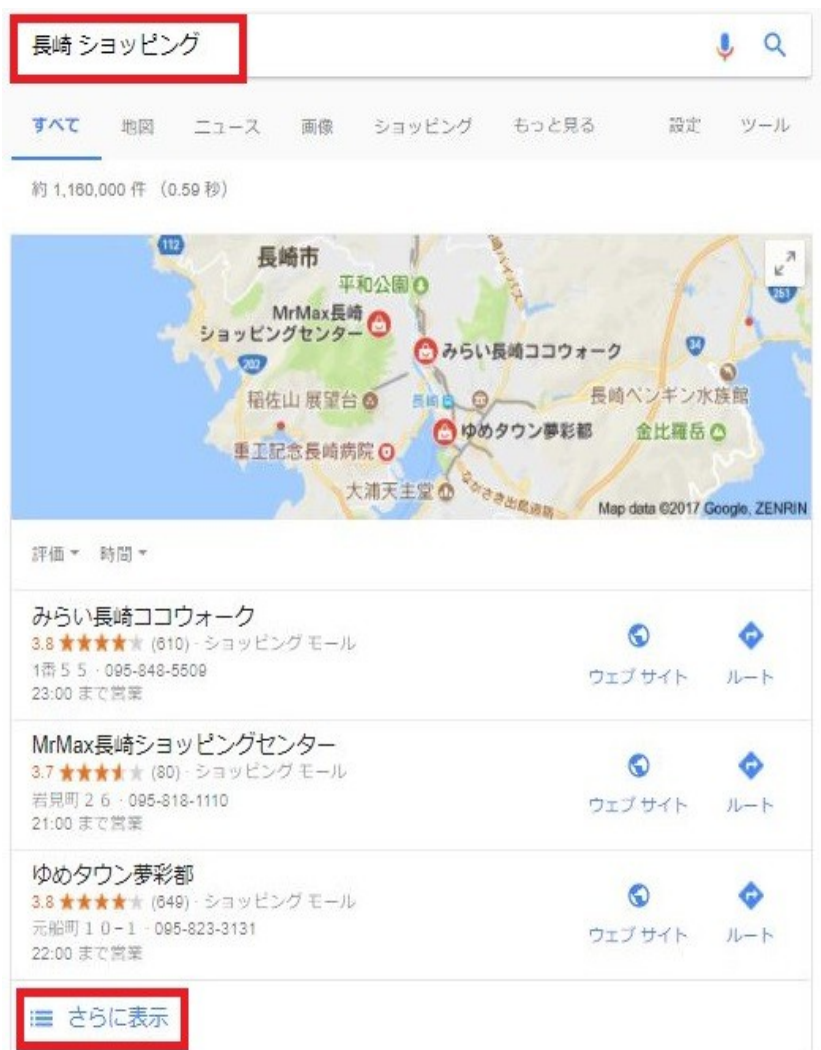 長崎 ショッピング
すべて 地図 ニュース 画像 ショッピング もっと見る 設定 ツール
約 1,160,000 件 （0.59 秒）
112
長崎市
平和公園
MrMax長崎
ショッピングセンター
251
みらい長崎ココウォーク
34
202
稲佐山 展望台
長崎
長崎ペンギン水族館
ゆめタウン夢彩都
金比羅岳
重工記念長崎病院
大浦天主堂
ながさき出島道路
Map data ©2017 Google, ZENRIN
評価 時間
みらい長崎ココウォーク
3.8 (610) · ショッピング モール
1番５５ · 095-848-5509
23:00 まで営業
ウェブ サイト ルート
MrMax長崎ショッピングセンター
3.7 (80) · ショッピング モール
岩見町２６ · 095-818-1110
21:00 まで営業
ウェブ サイト ルート
ゆめタウン夢彩都
3.8 (649) · ショッピング モール
元船町１０−１ · 095-823-3131
22:00 まで営業
ウェブ サイト ルート
さらに表示